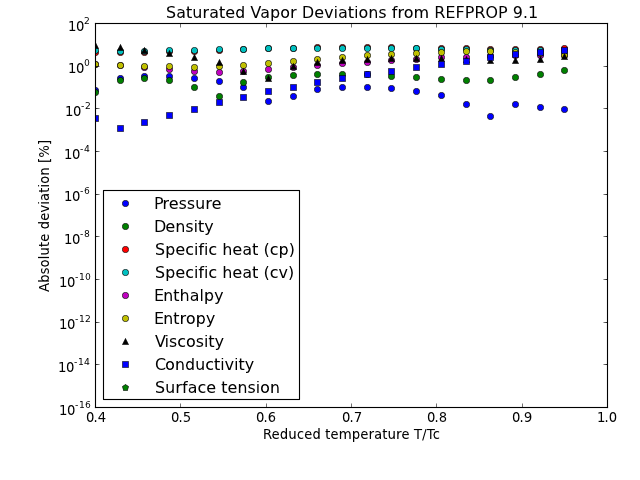 Saturated Vapor Deviations from REFPROP 9.1
10^2
10^0
10^-2
10^-4
10^-6
10^-8
10^-10
10^-12
10^-14
10^-16
Absolute deviation [%]
Pressure
Density
Specific heat (cp)
Specific heat (cv)
Enthalpy
Entropy
Viscosity
Conductivity
Surface tension
0.4 0.5 0.6 0.7 0.8 0.9 1.0
Reduced temperature T/Tc